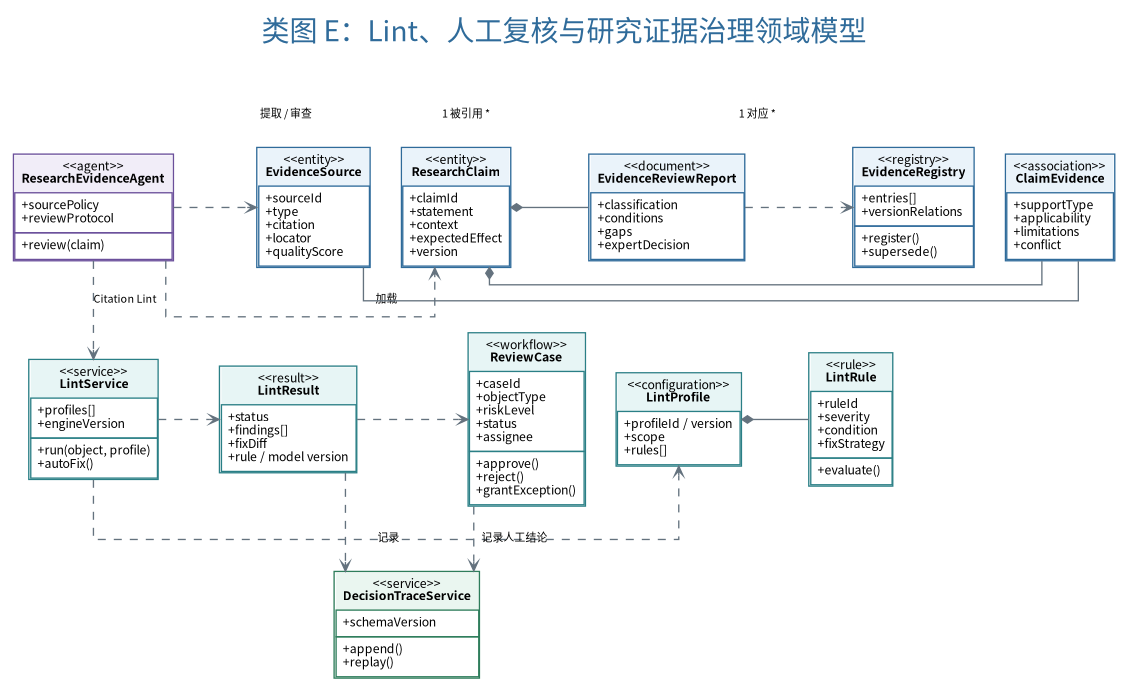 类图 E：Lint、人工复核与研究证据治理领域模型
提取 / 审查
1 被引用 *
1 对应 *
<<agent>>
ResearchEvidenceAgent
+sourcePolicy
+reviewProtocol
+review(claim)
<<entity>>
EvidenceSource
+sourceId
+type
+citation
+locator
+qualityScore
<<entity>>
ResearchClaim
+claimId
+statement
+context
+expectedEffect
+version
<<document>>
EvidenceReviewReport
+classification
+conditions
+gaps
+expertDecision
<<registry>>
EvidenceRegistry
+entries[]
+versionRelations
+register()
+supersede()
<<association>>
ClaimEvidence
+supportType
+applicability
+limitations
+conflict
Citation Lint
加载
<<service>>
LintService
+profiles[]
+engineVersion
+run(object, profile)
+autoFix()
<<result>>
LintResult
+status
+findings[]
+fixDiff
+rule / model version
<<workflow>>
ReviewCase
+caseId
+objectType
+riskLevel
+status
+assignee
+approve()
+reject()
+grantException()
<<configuration>>
LintProfile
+profileId / version
+scope
+rules[]
<<rule>>
LintRule
+ruleId
+severity
+condition
+fixStrategy
+evaluate()
记录
记录人工结论
<<service>>
DecisionTraceService
+schemaVersion
+append()
+replay()